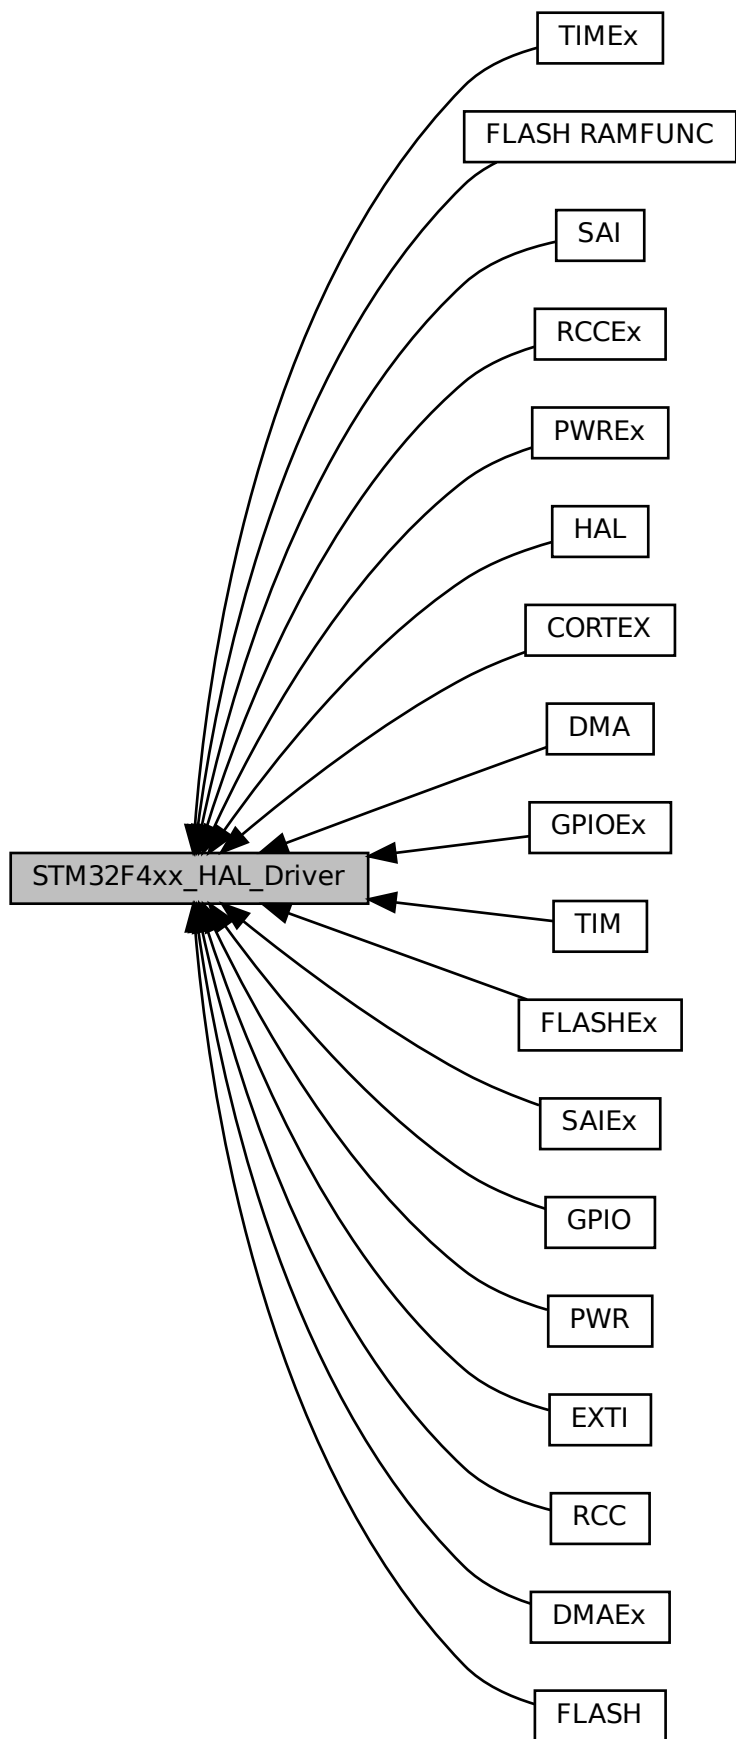 TIMEx
FLASH RAMFUNC
SAI
RCCEx
PWREx
HAL
CORTEX
DMA
GPIOEx
STM32F4xx_HAL_Driver
TIM
FLASHEx
SAIEx
GPIO
PWR
EXTI
RCC
DMAEx
FLASH